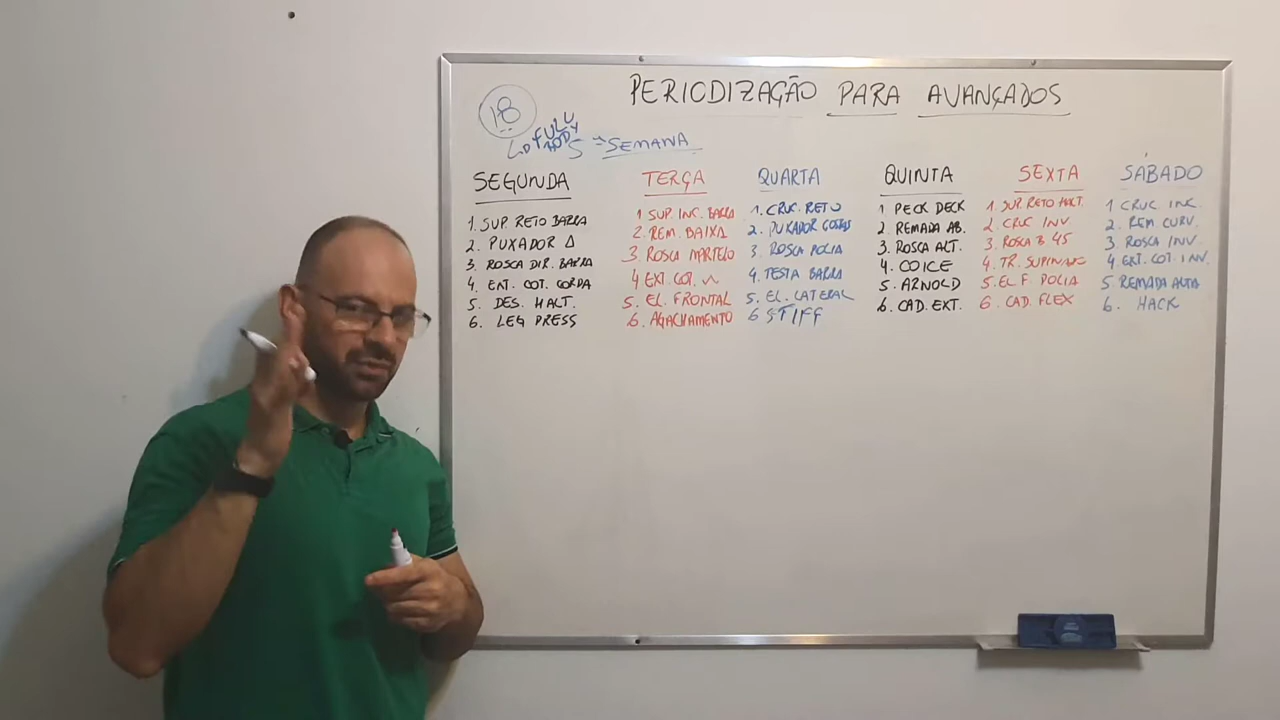 PERIODIZAÇÃO PARA AVANÇADOS
18
FULL
BODY
5 => SEMANA
SEGUNDA
1. SUP. RETO BARRA
2. PUXADOR Δ
3. ROSCA DIR. BARRA
4. EXT. COT. CORDA
5. DES. HALT.
6. LEG PRESS
TERÇA
1 SUP. INC. BARRA
2. REM. BAIXA
3. ROSCA MARTELO
4 EXT. COT. ^
5. EL. FRONTAL
6. AGACHAMENTO
QUARTA
1. CRUC. RETO
2. PUXADOR COSTAS
3. ROSCA POLIA
4. TESTA BARRA
5. EL. LATERAL
6 STIFF
QUINTA
1 PECK DECK
2. REMADA AB.
3. ROSCA ALT.
4. COICE
5. ARNOLD
6. CAD. EXT.
SEXTA
1. SUP. RETO HALT.
2. CRUC INV
3. ROSCA B 45
4. TR. SUPINADO
5. EL F. POLIA
6. CAD. FLEX
SÁBADO
1 CRUC INC.
2. REM. CURV.
3. ROSCA INV.
4. EXT. COT. INV.
5 REMADA ALTA
6. HACK